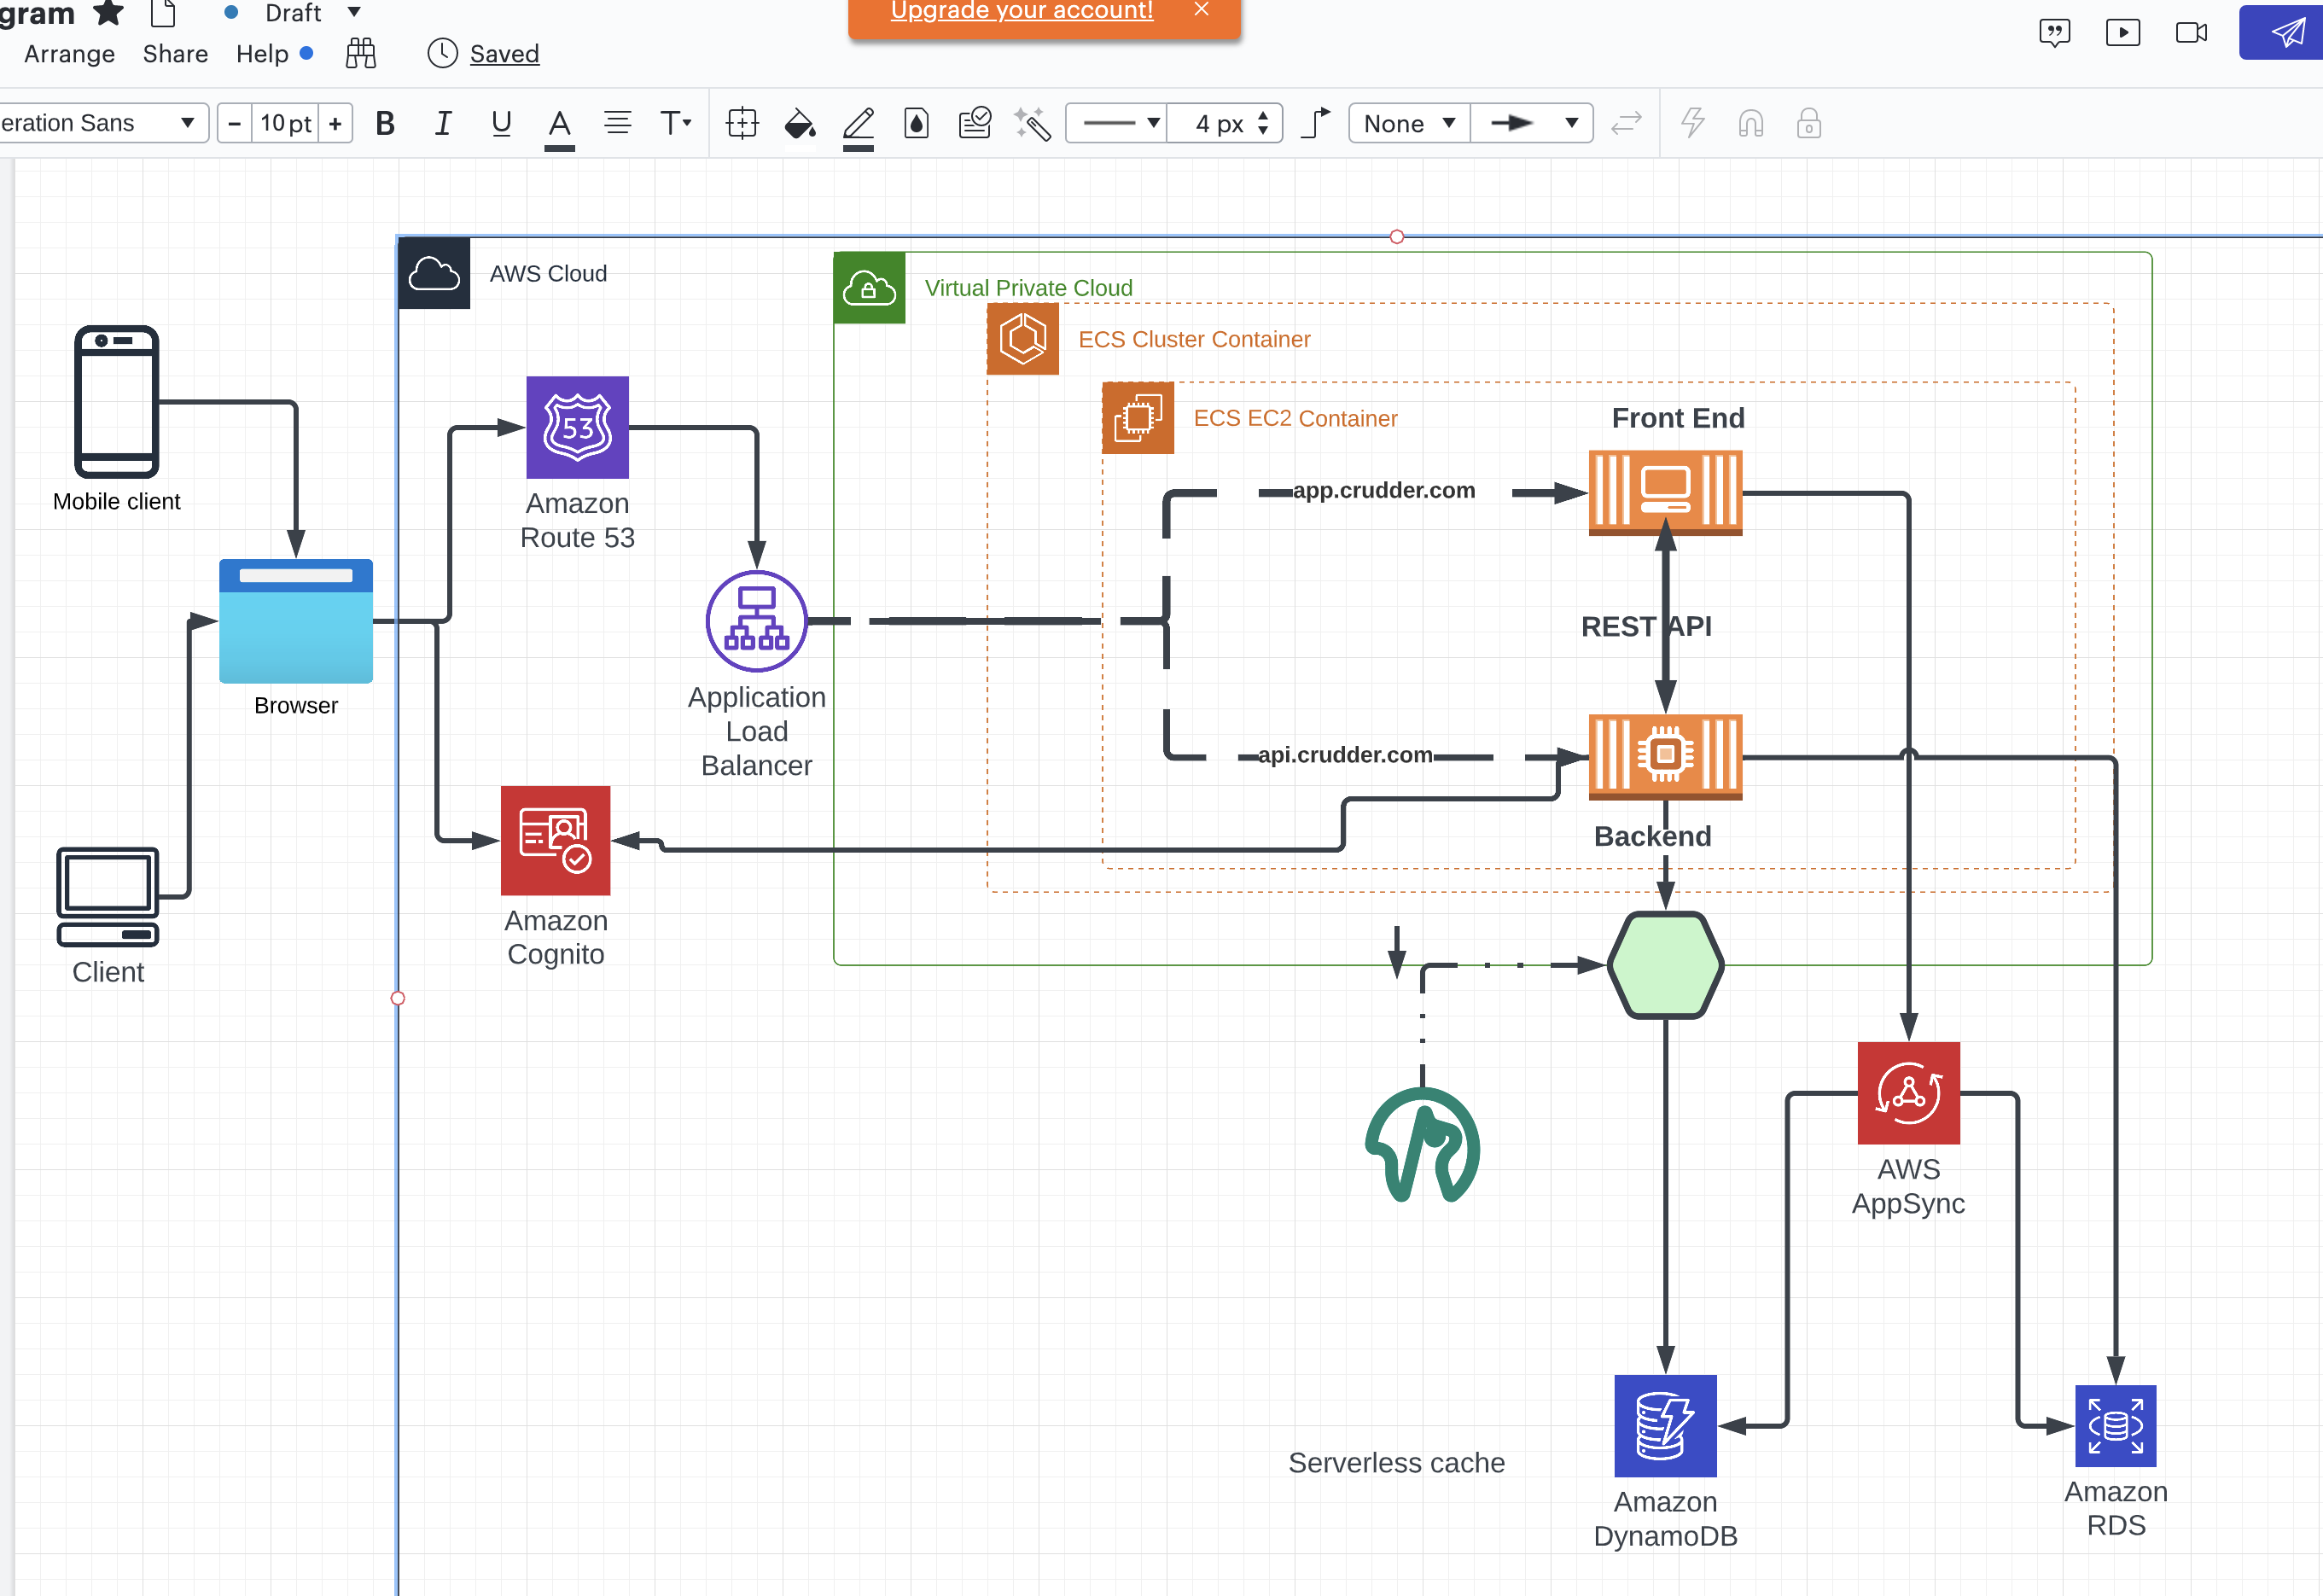 gram
Draft
Upgrade your account!
Arrange
Share
Help
Saved
eration Sans
10 pt
B
I
U
A
T
4 px
None
AWS Cloud
Virtual Private Cloud
ECS Cluster Container
ECS EC2 Container
Front End
53
Mobile client
Amazon
Route 53
app.crudder.com
REST API
Browser
Application
Load
Balancer
api.crudder.com
Backend
Amazon
Cognito
Client
AWS
AppSync
Serverless cache
Amazon
DynamoDB
Amazon
RDS